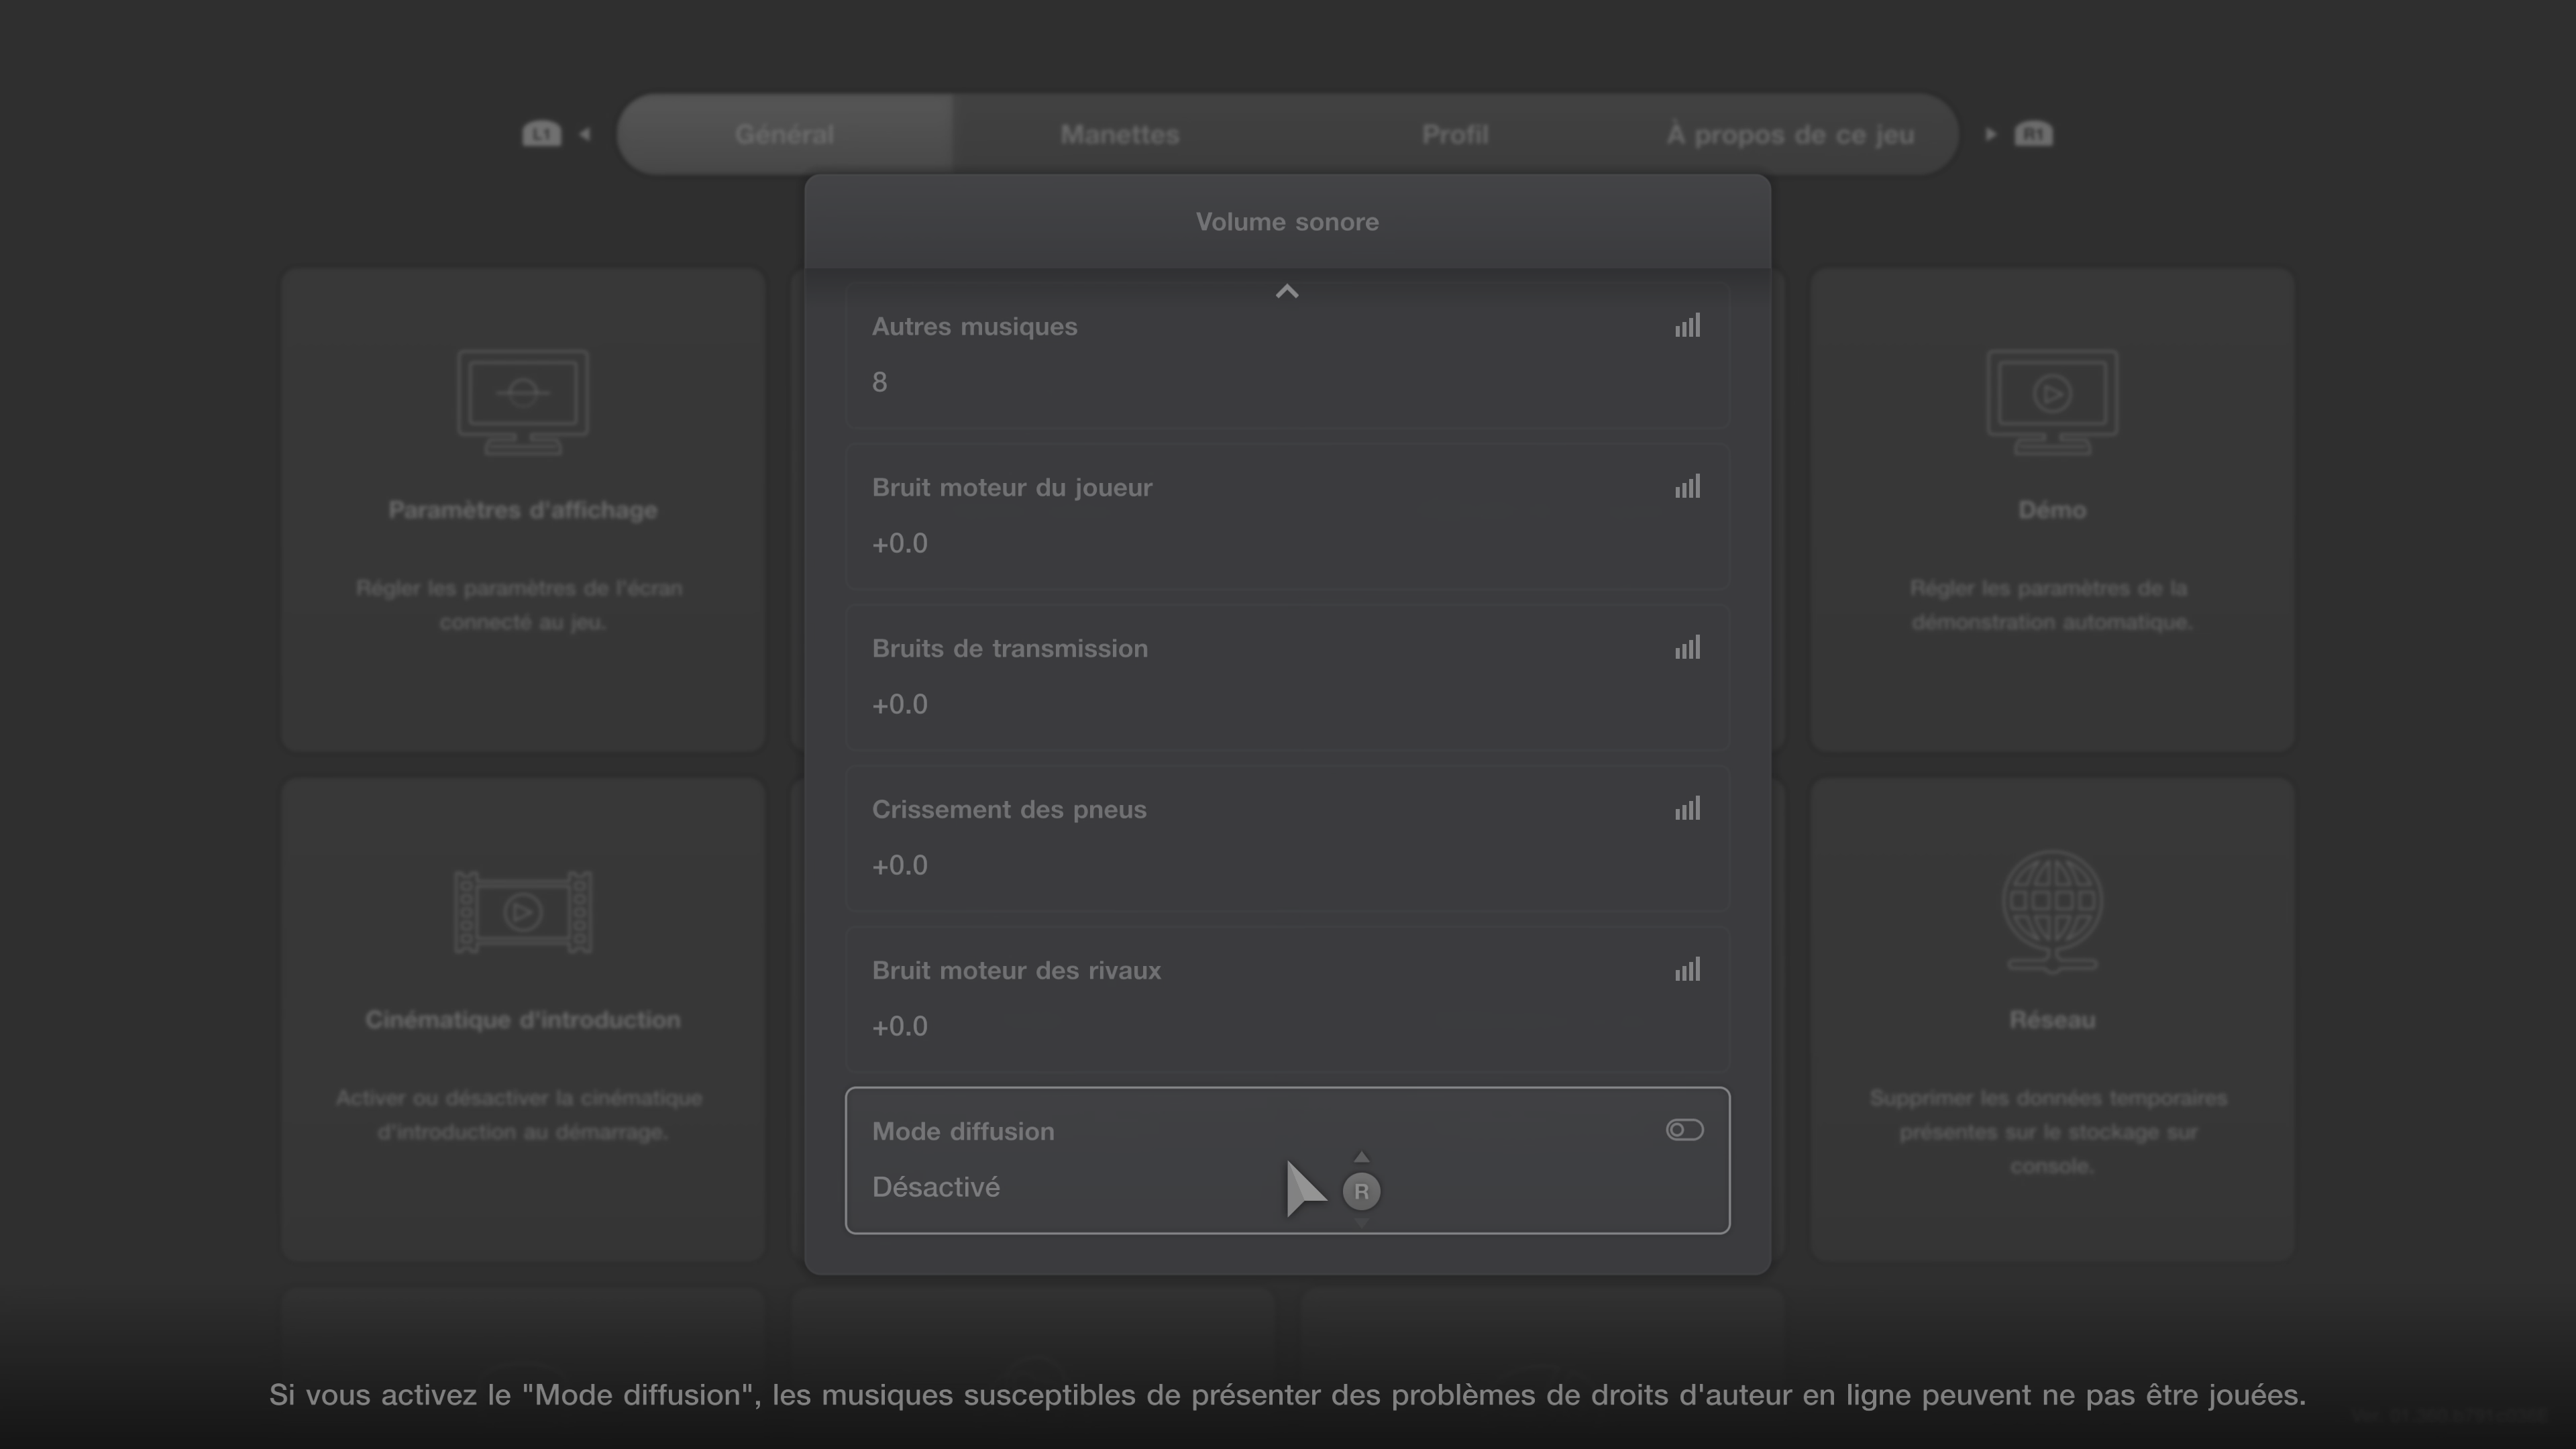 L1
Général
Manettes
Profil
À propos de ce jeu
R1
Volume sonore
Autres musiques
8
Bruit moteur du joueur
+0.0
Bruits de transmission
+0.0
Crissement des pneus
+0.0
Bruit moteur des rivaux
+0.0
Mode diffusion
Désactivé
R
Paramètres d'affichage
Régler les paramètres de l'écran
connecté au jeu.
Démo
Régler les paramètres de la
démonstration automatique.
Cinématique d'introduction
Activer ou désactiver la cinématique
d'introduction au démarrage.
Réseau
Supprimer les données temporaires
présentes sur le stockage sur
console.
Si vous activez le "Mode diffusion", les musiques susceptibles de présenter des problèmes de droits d'auteur en ligne peuvent ne pas être jouées.